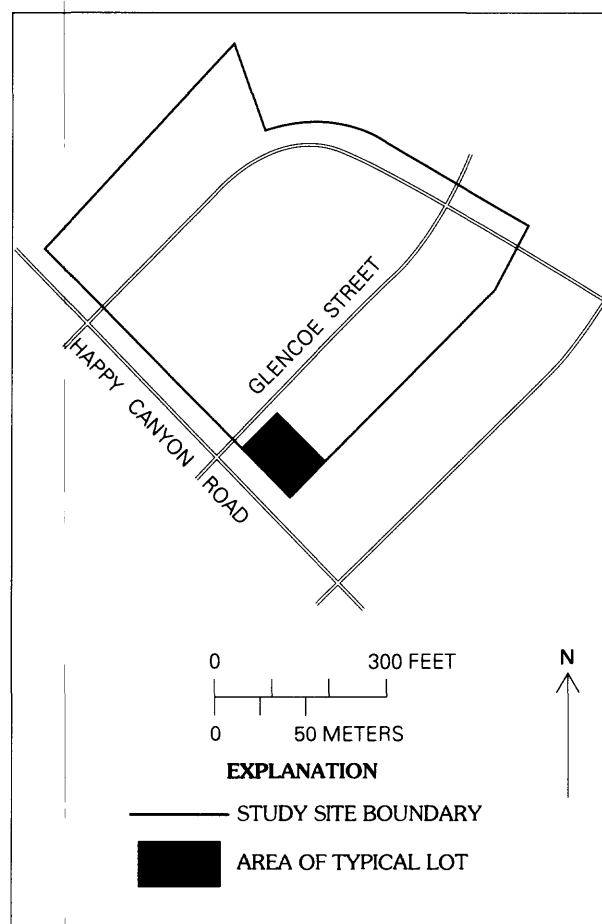 GLENCOE STREET
HAPPY CANYON ROAD
0 300 FEET
0 50 METERS
N
EXPLANATION
STUDY SITE BOUNDARY
AREA OF TYPICAL LOT